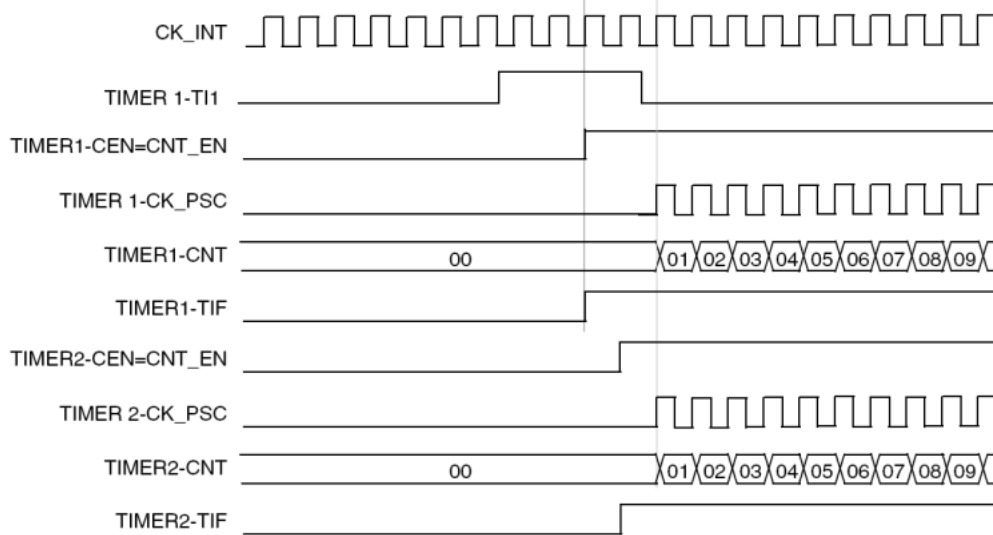 CK_INT
TIMER 1-TI1
TIMER1-CEN=CNT_EN
TIMER 1-CK_PSC
TIMER1-CNT 00 01 02 03 04 05 06 07 08 09
TIMER1-TIF
TIMER2-CEN=CNT_EN
TIMER 2-CK_PSC
TIMER2-CNT 00 01 02 03 04 05 06 07 08 09
TIMER2-TIF